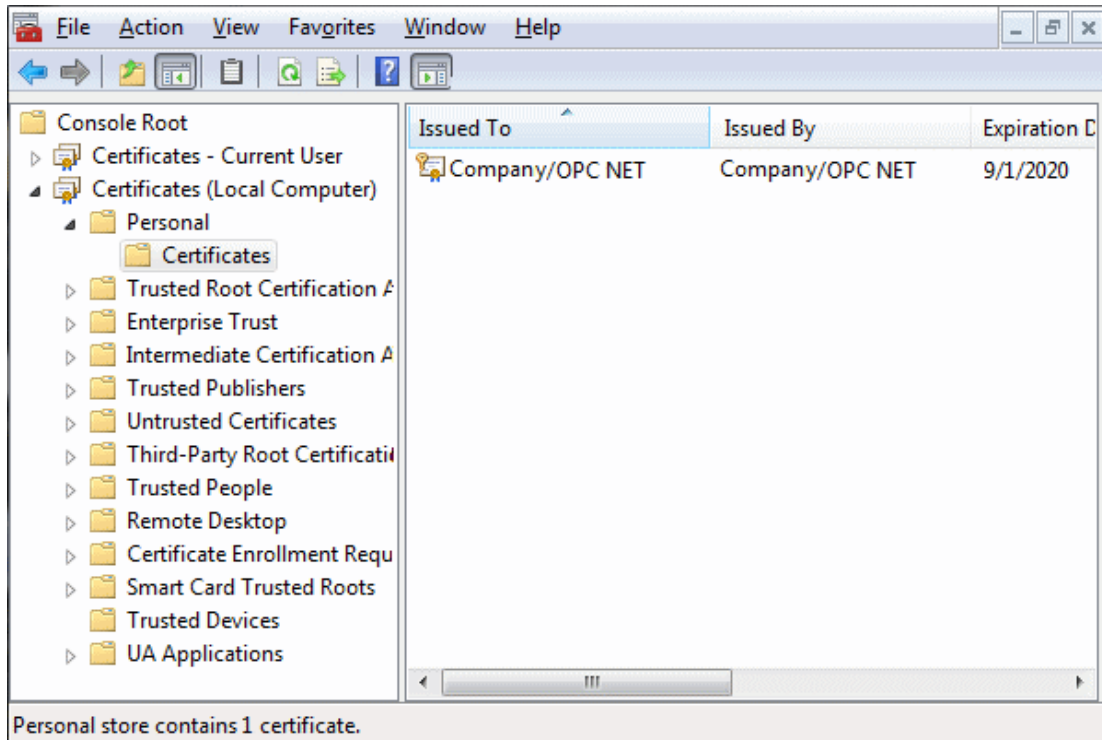 File Action View Favorites Window Help
Console Root
Certificates - Current User
Certificates (Local Computer)
Personal
Certificates
Trusted Root Certification A
Enterprise Trust
Intermediate Certification A
Trusted Publishers
Untrusted Certificates
Third-Party Root Certificati
Trusted People
Remote Desktop
Certificate Enrollment Requ
Smart Card Trusted Roots
Trusted Devices
UA Applications
Issued To Issued By Expiration D
Company/OPC NET Company/OPC NET 9/1/2020
Personal store contains 1 certificate.